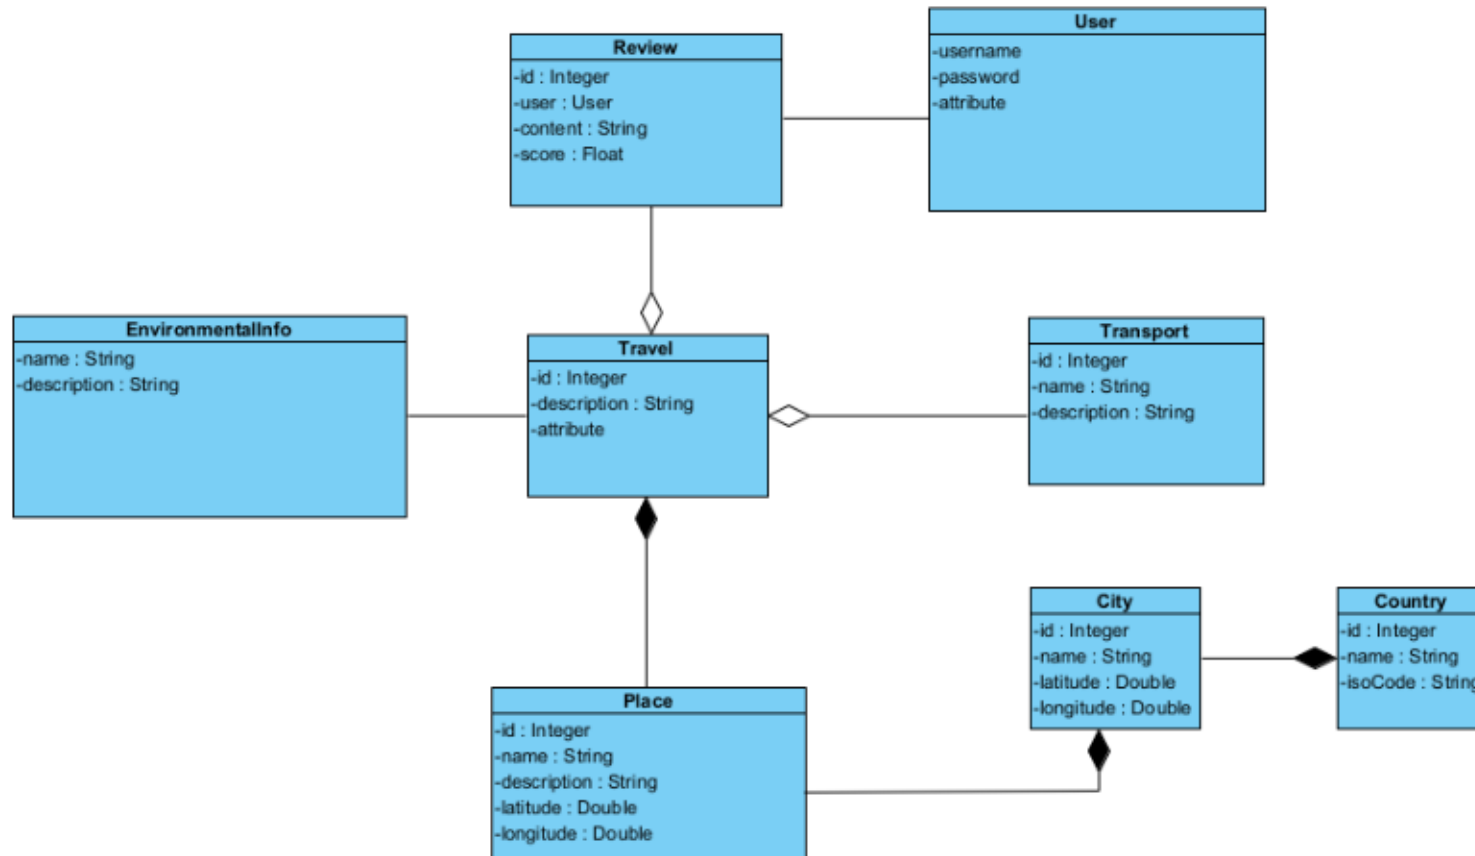 Review
-id : Integer
-user : User
-content : String
-score : Float
User
-username
-password
-attribute
EnvironmentalInfo
-name : String
-description : String
Travel
-id : Integer
-description : String
-attribute
Transport
-id : Integer
-name : String
-description : String
City
-id : Integer
-name : String
-latitude : Double
-longitude : Double
Country
-id : Integer
-name : String
-isoCode : String
Place
-id : Integer
-name : String
-description : String
-latitude : Double
-longitude : Double